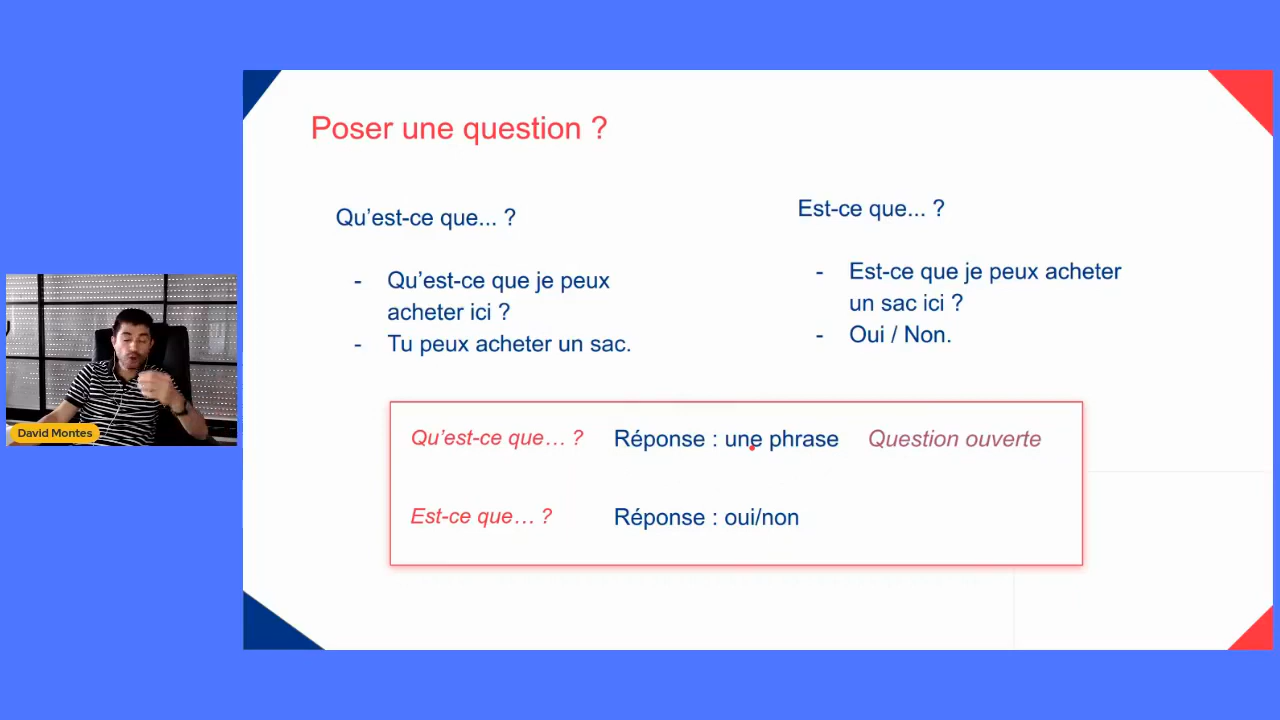 Poser une question ?
Qu’est-ce que... ?
- Qu’est-ce que je peux
acheter ici ?
- Tu peux acheter un sac.
Est-ce que... ?
- Est-ce que je peux acheter
un sac ici ?
- Oui / Non.
Qu’est-ce que… ? Réponse : une phrase Question ouverte
Est-ce que… ? Réponse : oui/non
David Montes